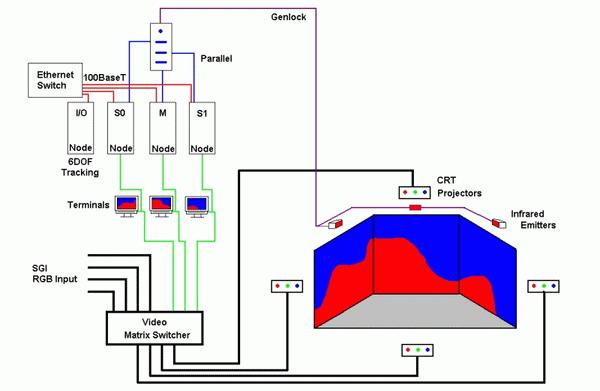 Genlock
Parallel
Ethernet
Switch
100BaseT
I/O
S0
M
S1
Node
Node
Node
Node
6DOF
Tracking
CRT
Projectors
Terminals
Infrared
Emitters
SGI
RGB Input
Video
Matrix Switcher